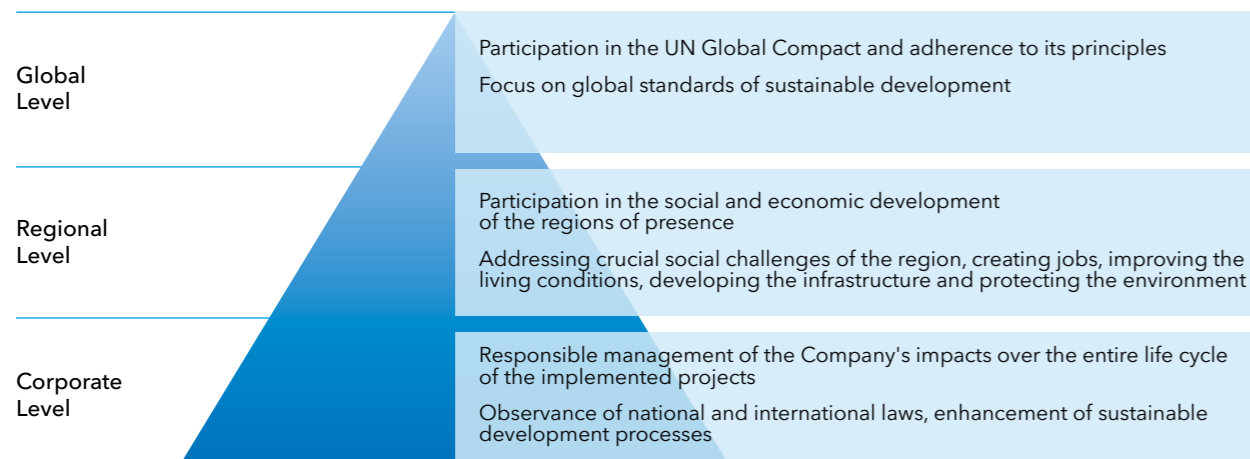 Global
Level
Participation in the UN Global Compact and adherence to its principles
Focus on global standards of sustainable development
Regional
Level
Participation in the social and economic development
of the regions of presence
Addressing crucial social challenges of the region, creating jobs, improving the
living conditions, developing the infrastructure and protecting the environment
Corporate
Level
Responsible management of the Company's impacts over the entire life cycle
of the implemented projects
Observance of national and international laws, enhancement of sustainable
development processes